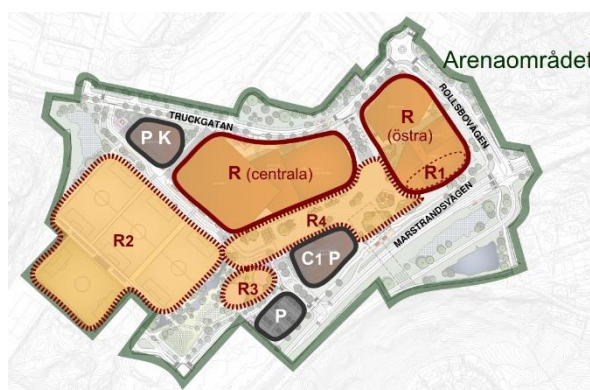 Arenaområdet
TRUCKGATAN
ROLLSBOVÄGEN
P K
R
(östra)
R (centrala)
R1
R4
MARSTRANDSVÄGEN
R2
C1 P
R3
P